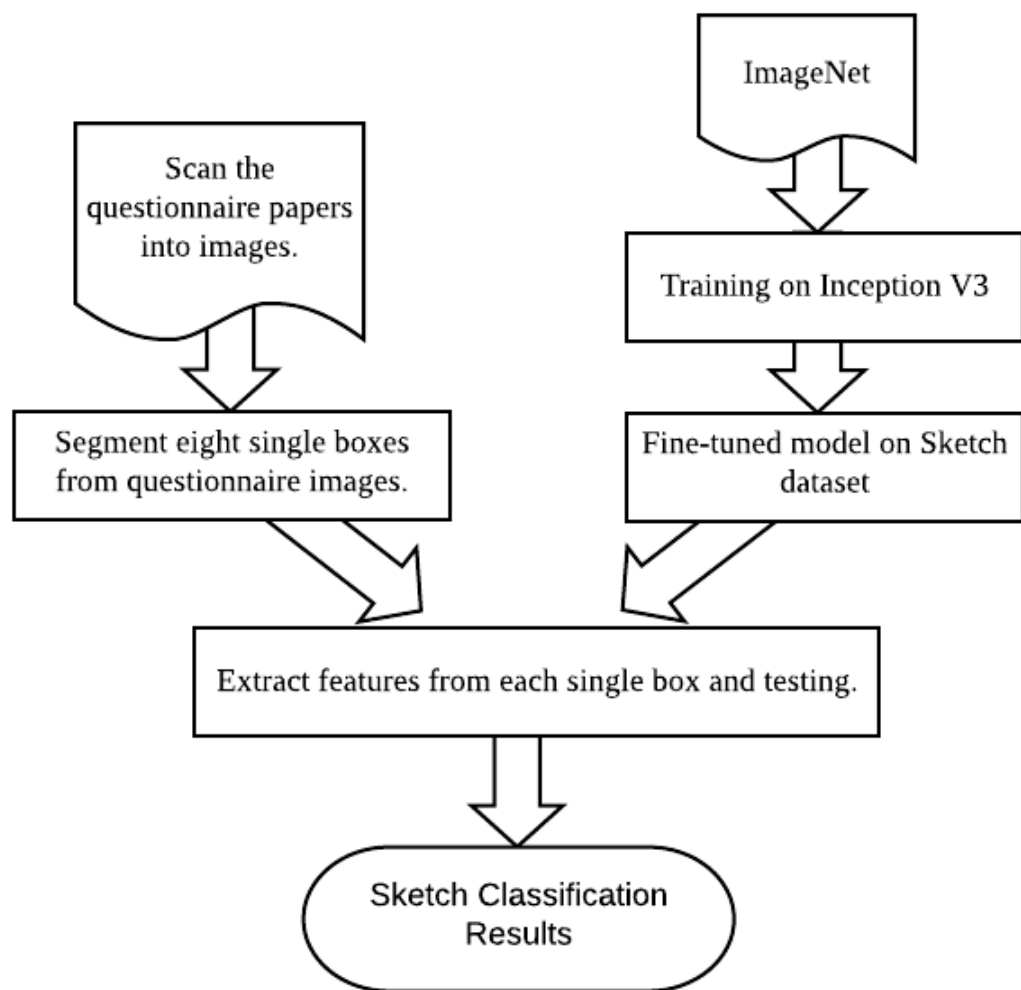 ImageNet
Scan the
questionnaire papers
into images.
Training on Inception V3
Segment eight single boxes
from questionnaire images.
Fine-tuned model on Sketch
dataset
Extract features from each single box and testing.
Sketch Classification
Results